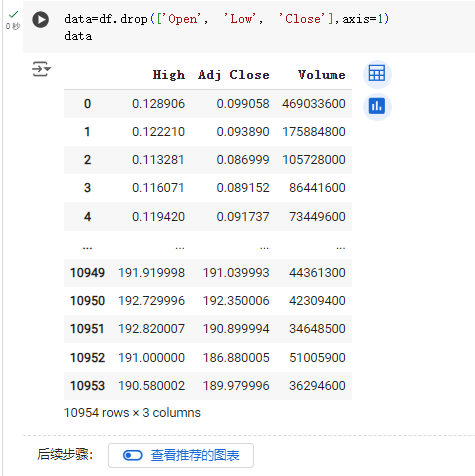 data=df.drop(['Open', 'Low', 'Close'],axis=1)
0 秒
data
High Adj Close Volume
0 0.128906 0.099058 469033600
1 0.122210 0.093890 175884800
2 0.113281 0.086999 105728000
3 0.116071 0.089152 86441600
4 0.119420 0.091737 73449600
... ... ... ...
10949 191.919998 191.039993 44361300
10950 192.729996 192.350006 42309400
10951 192.820007 190.899994 34648500
10952 191.000000 186.880005 51005900
10953 190.580002 189.979996 36294600
10954 rows × 3 columns
后续步骤: 查看推荐的图表